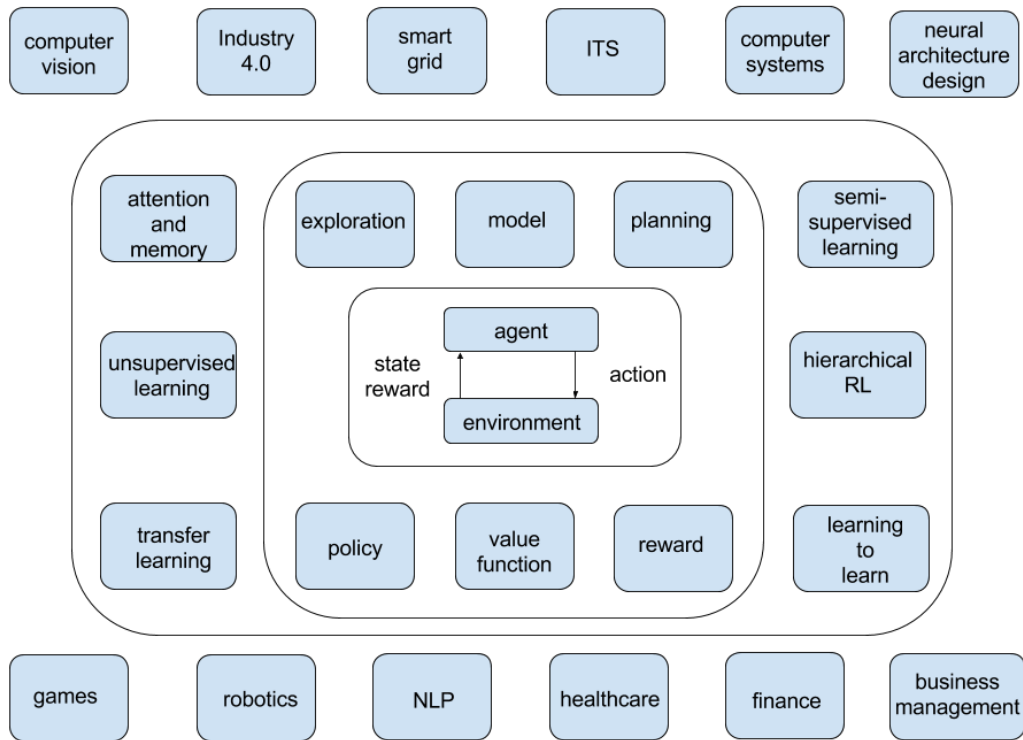 computer
vision
Industry
4.0
smart
grid
ITS
computer
systems
neural
architecture
design
attention
and
memory
exploration
model
planning
semi-
supervised
learning
agent
state
reward
action
environment
unsupervised
learning
hierarchical
RL
transfer
learning
policy
value
function
reward
learning
to
learn
games
robotics
NLP
healthcare
finance
business
management